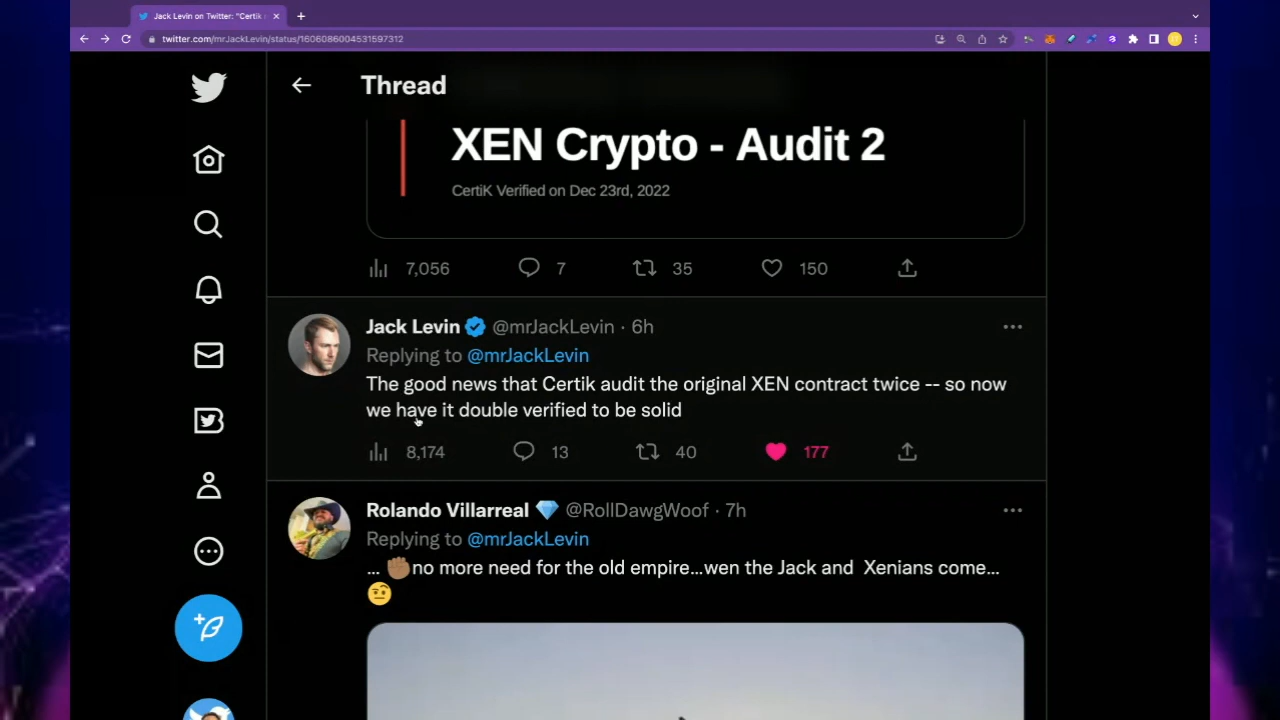 Jack Levin on Twitter: "Certik
twitter.com/mrJackLevin/status/1606086004531597312
Thread
XEN Crypto - Audit 2
CertiK Verified on Dec 23rd, 2022
7,056 7 35 150
Jack Levin @mrJackLevin · 6h
Replying to @mrJackLevin
The good news that Certik audit the original XEN contract twice -- so now
we have it double verified to be solid
8,174 13 40 177
Rolando Villarreal 💎 @RollDawgWoof · 7h
Replying to @mrJackLevin
... ✊🏽no more need for the old empire...wen the Jack and Xenians come...
🤨